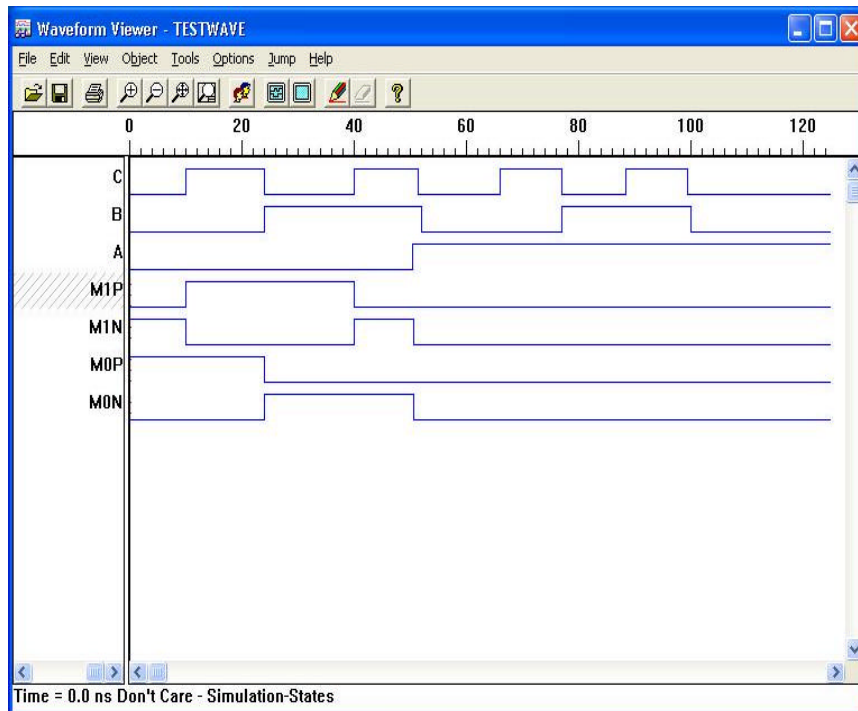 Waveform Viewer - TESTWAVE
File Edit View Object Tools Options Jump Help
0 20 40 60 80 100 120
C
B
A
M1P
M1N
M0P
M0N
Time = 0.0 ns Don't Care - Simulation-States